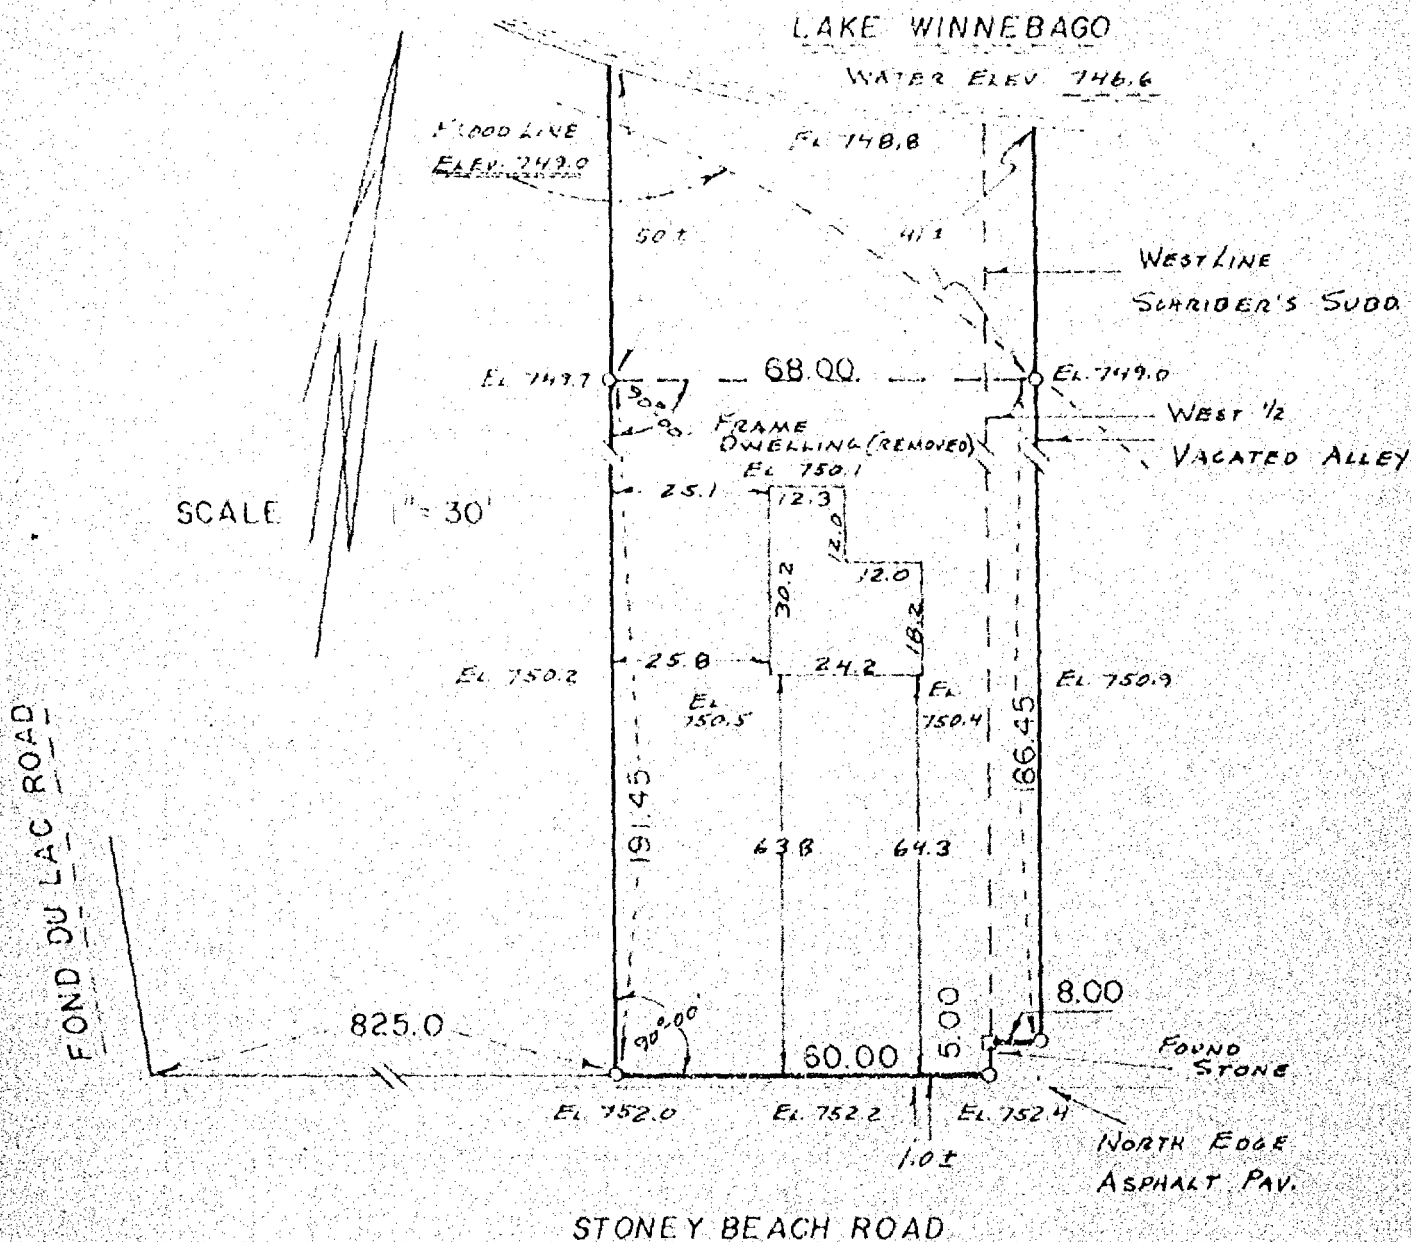 LAKE WINNEBAGO
WATER ELEV 746.6
FLOOD LINE
ELEV. 749.0
EL 748.8
50 ±
41 ±
WEST LINE
SCHRIBER'S SUBD.
EL 749.7
68.00
EL. 749.0
90°00'
FRAME
DWELLING (REMOVED)
WEST 1/2
VACATED ALLEY
EL 750.1
25.1
12.3
SCALE 1" = 30'
12.0
12.0
30.2
18.2
25.8
24.2
EL 750.2
EL
750.5
EL
750.4
EL 750.9
186.45
191.45
FOND DU LAC ROAD
63.8
64.3
825.0
90°00'
60.00
5.00
8.00
FOUND
STONE
EL 752.0
EL 752.2
EL 752.4
1.0 ±
NORTH EDGE
ASPHALT PAV.
STONEY BEACH ROAD